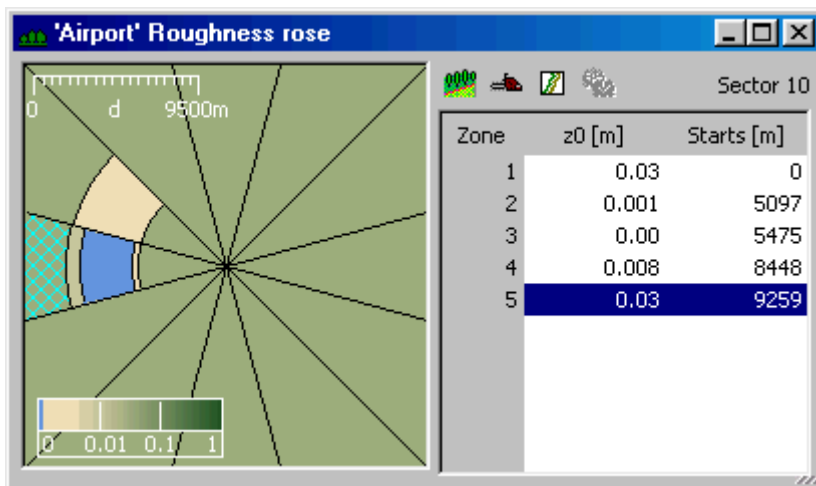 'Airport' Roughness rose
0 d 9500m
0 0.01 0.1 1
Sector 10
Zone z0 [m] Starts [m]
1 0.03 0
2 0.001 5097
3 0.00 5475
4 0.008 8448
5 0.03 9259